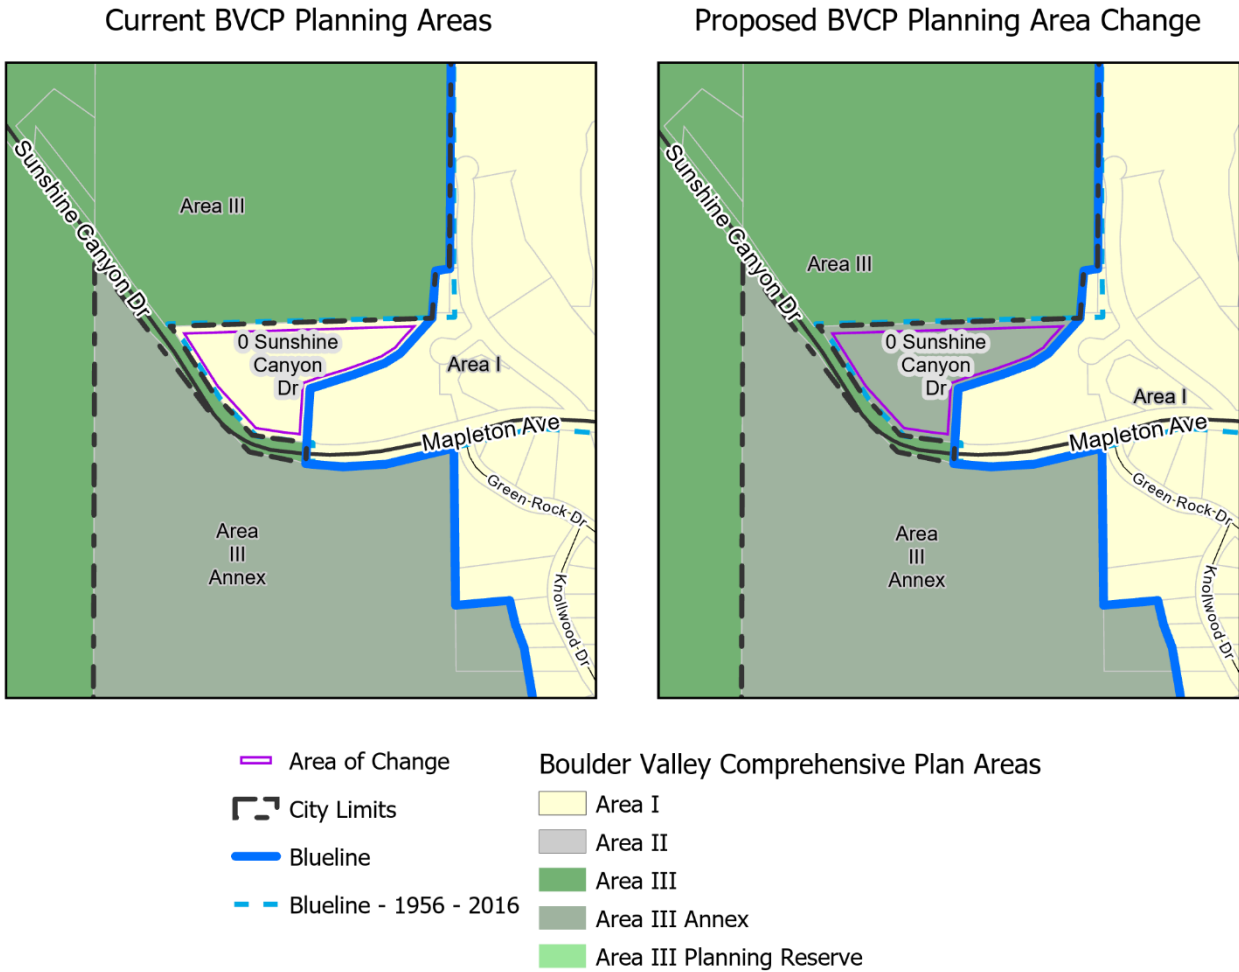 Current BVCP Planning Areas
Proposed BVCP Planning Area Change
Sunshine Canyon Dr
Area III
0 Sunshine
Canyon
Dr
Area I
Mapleton Ave
Green-Rock-Dr
Knollwood-Dr
Area
III
Annex
Sunshine Canyon Dr
Area III
0 Sunshine
Canyon
Dr
Area I
Mapleton Ave
Green-Rock-Dr
Knollwood-Dr
Area
III
Annex
Area of Change
City Limits
Blueline
Blueline - 1956 - 2016
Boulder Valley Comprehensive Plan Areas
Area I
Area II
Area III
Area III Annex
Area III Planning Reserve